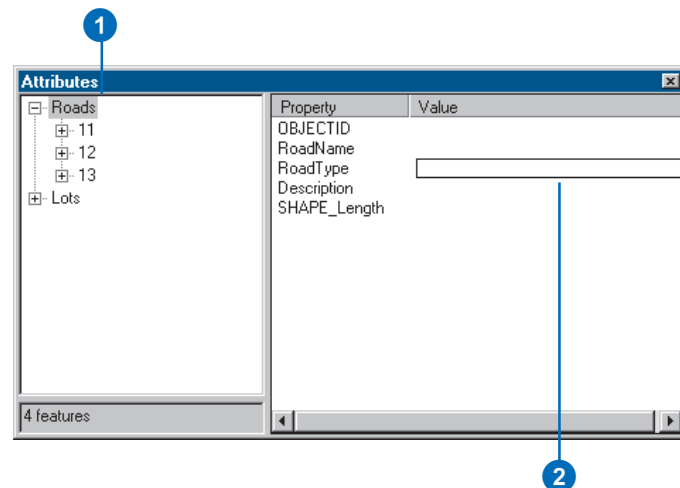 1
Attributes
Roads
11
12
13
Lots
4 features
Property Value
OBJECTID
RoadName
RoadType
Description
SHAPE_Length
2